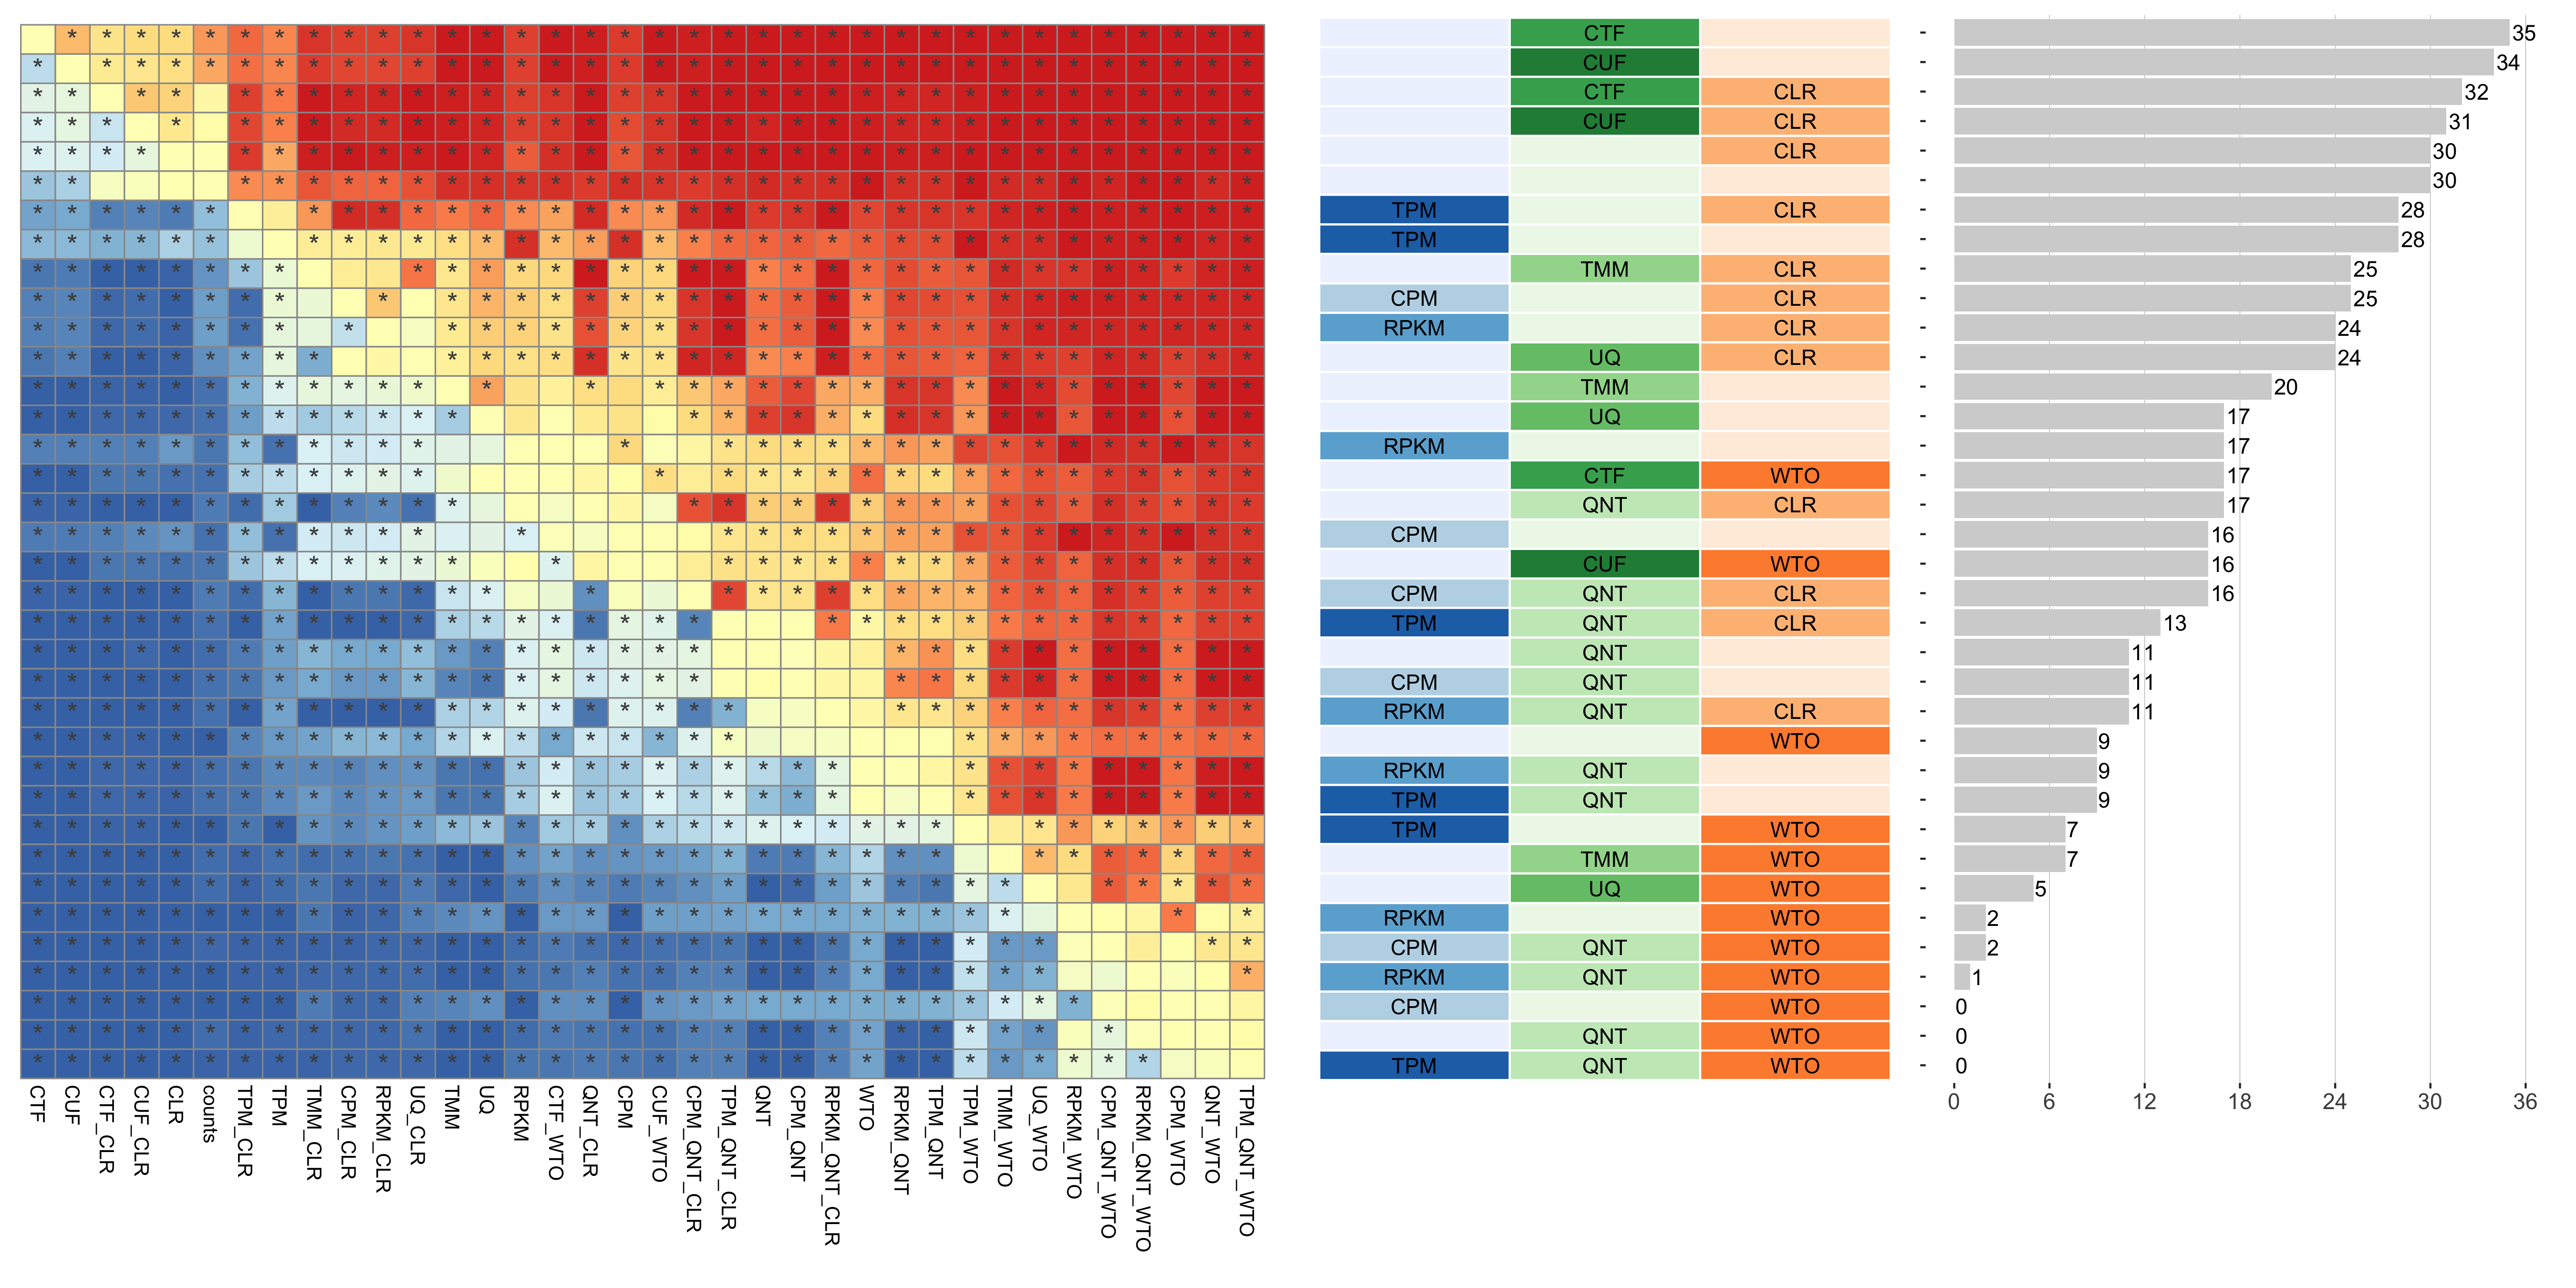 CTF - 35
CUF - 34
CTF CLR - 32
CUF CLR - 31
CLR - 30
- 30
TPM CLR - 28
TPM - 28
TMM CLR - 25
CPM CLR - 25
RPKM CLR - 24
UQ CLR - 24
TMM - 20
UQ - 17
RPKM - 17
CTF WTO - 17
QNT CLR - 17
CPM - 16
CUF WTO - 16
CPM QNT CLR - 16
TPM QNT CLR - 13
QNT - 11
CPM QNT - 11
RPKM QNT CLR - 11
WTO - 9
RPKM QNT - 9
TPM QNT - 9
TPM WTO - 7
TMM WTO - 7
UQ WTO - 5
RPKM WTO - 2
CPM QNT WTO - 2
RPKM QNT WTO - 1
CPM WTO - 0
QNT WTO - 0
TPM QNT WTO - 0
CTF
CUF
CTF_CLR
CUF_CLR
CLR
counts
TPM_CLR
TPM
TMM_CLR
CPM_CLR
RPKM_CLR
UQ_CLR
TMM
UQ
RPKM
CTF_WTO
QNT_CLR
CPM
CUF_WTO
CPM_QNT_CLR
TPM_QNT_CLR
QNT
CPM_QNT
RPKM_QNT_CLR
WTO
RPKM_QNT
TPM_QNT
TPM_WTO
TMM_WTO
UQ_WTO
RPKM_WTO
CPM_QNT_WTO
RPKM_QNT_WTO
CPM_WTO
QNT_WTO
TPM_QNT_WTO
0 6 12 18 24 30 36